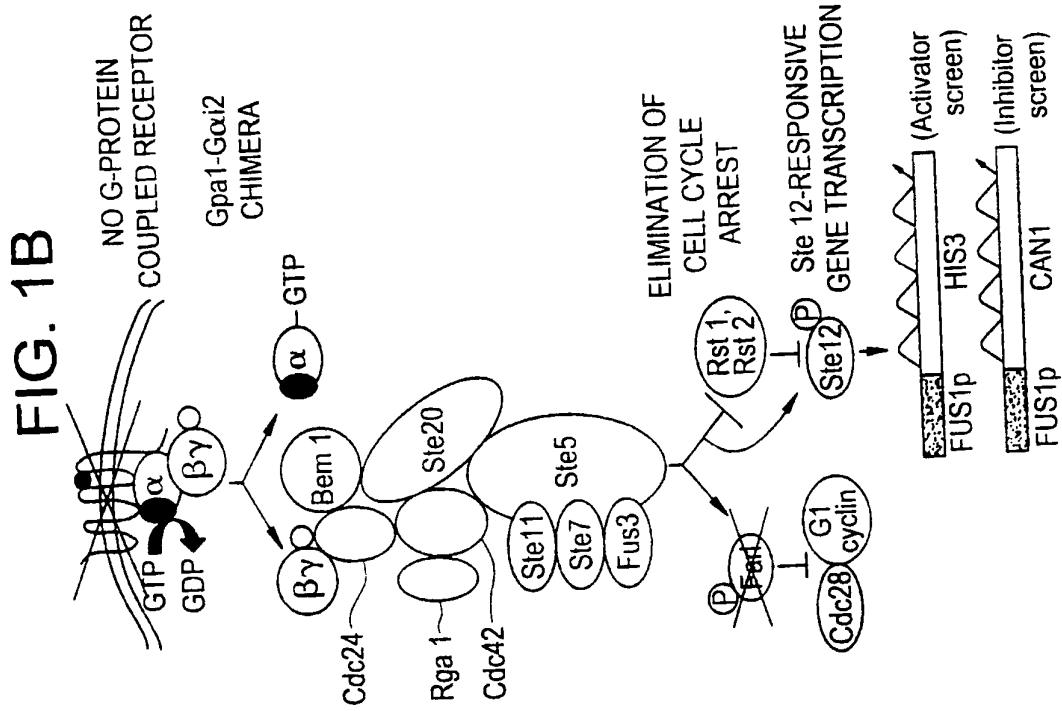 FIG. 1B
NO G-PROTEIN
COUPLED RECEPTOR
Gpa1-Gαi2
CHIMERA
α
βγ
GTP
GDP
α
GTP
βγ
Bem 1
Cdc24
Ste20
Rga 1
Cdc42
Ste5
Ste11
Ste7
Fus3
ELIMINATION OF
CELL CYCLE
ARREST
P
Far1
G1
cyclin
Cdc28
Rst 1,
Rst 2
P
Ste12
Ste 12-RESPONSIVE
GENE TRANSCRIPTION
FUS1p
HIS3
(Activator
screen)
FUS1p
CAN1
(Inhibitor
screen)